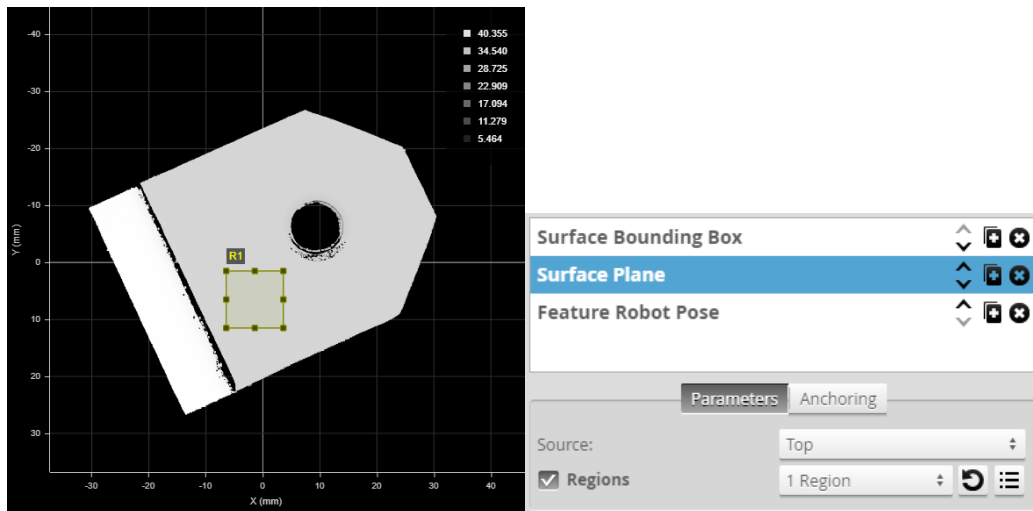 -40
-30
-20
-10
0
10
20
30
Y (mm)
40.355
34.540
28.725
22.909
17.094
11.279
5.464
R1
-30 -20 -10 0 10 20 30 40
X (mm)
Surface Bounding Box
Surface Plane
Feature Robot Pose
Parameters Anchoring
Source: Top
Regions 1 Region